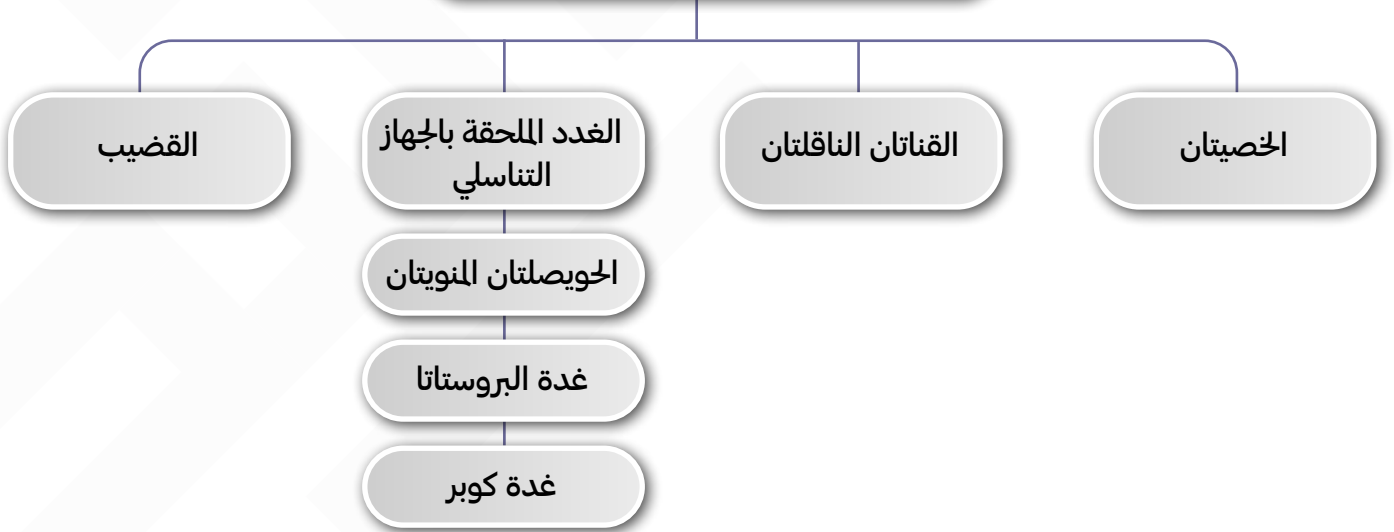 الخصيتان
القناتان الناقلتان
الغدد الملحقة بالجهاز
التناسلي
القضيب
الحويصلتان المنويتان
غدة البروستاتا
غدة كوبر